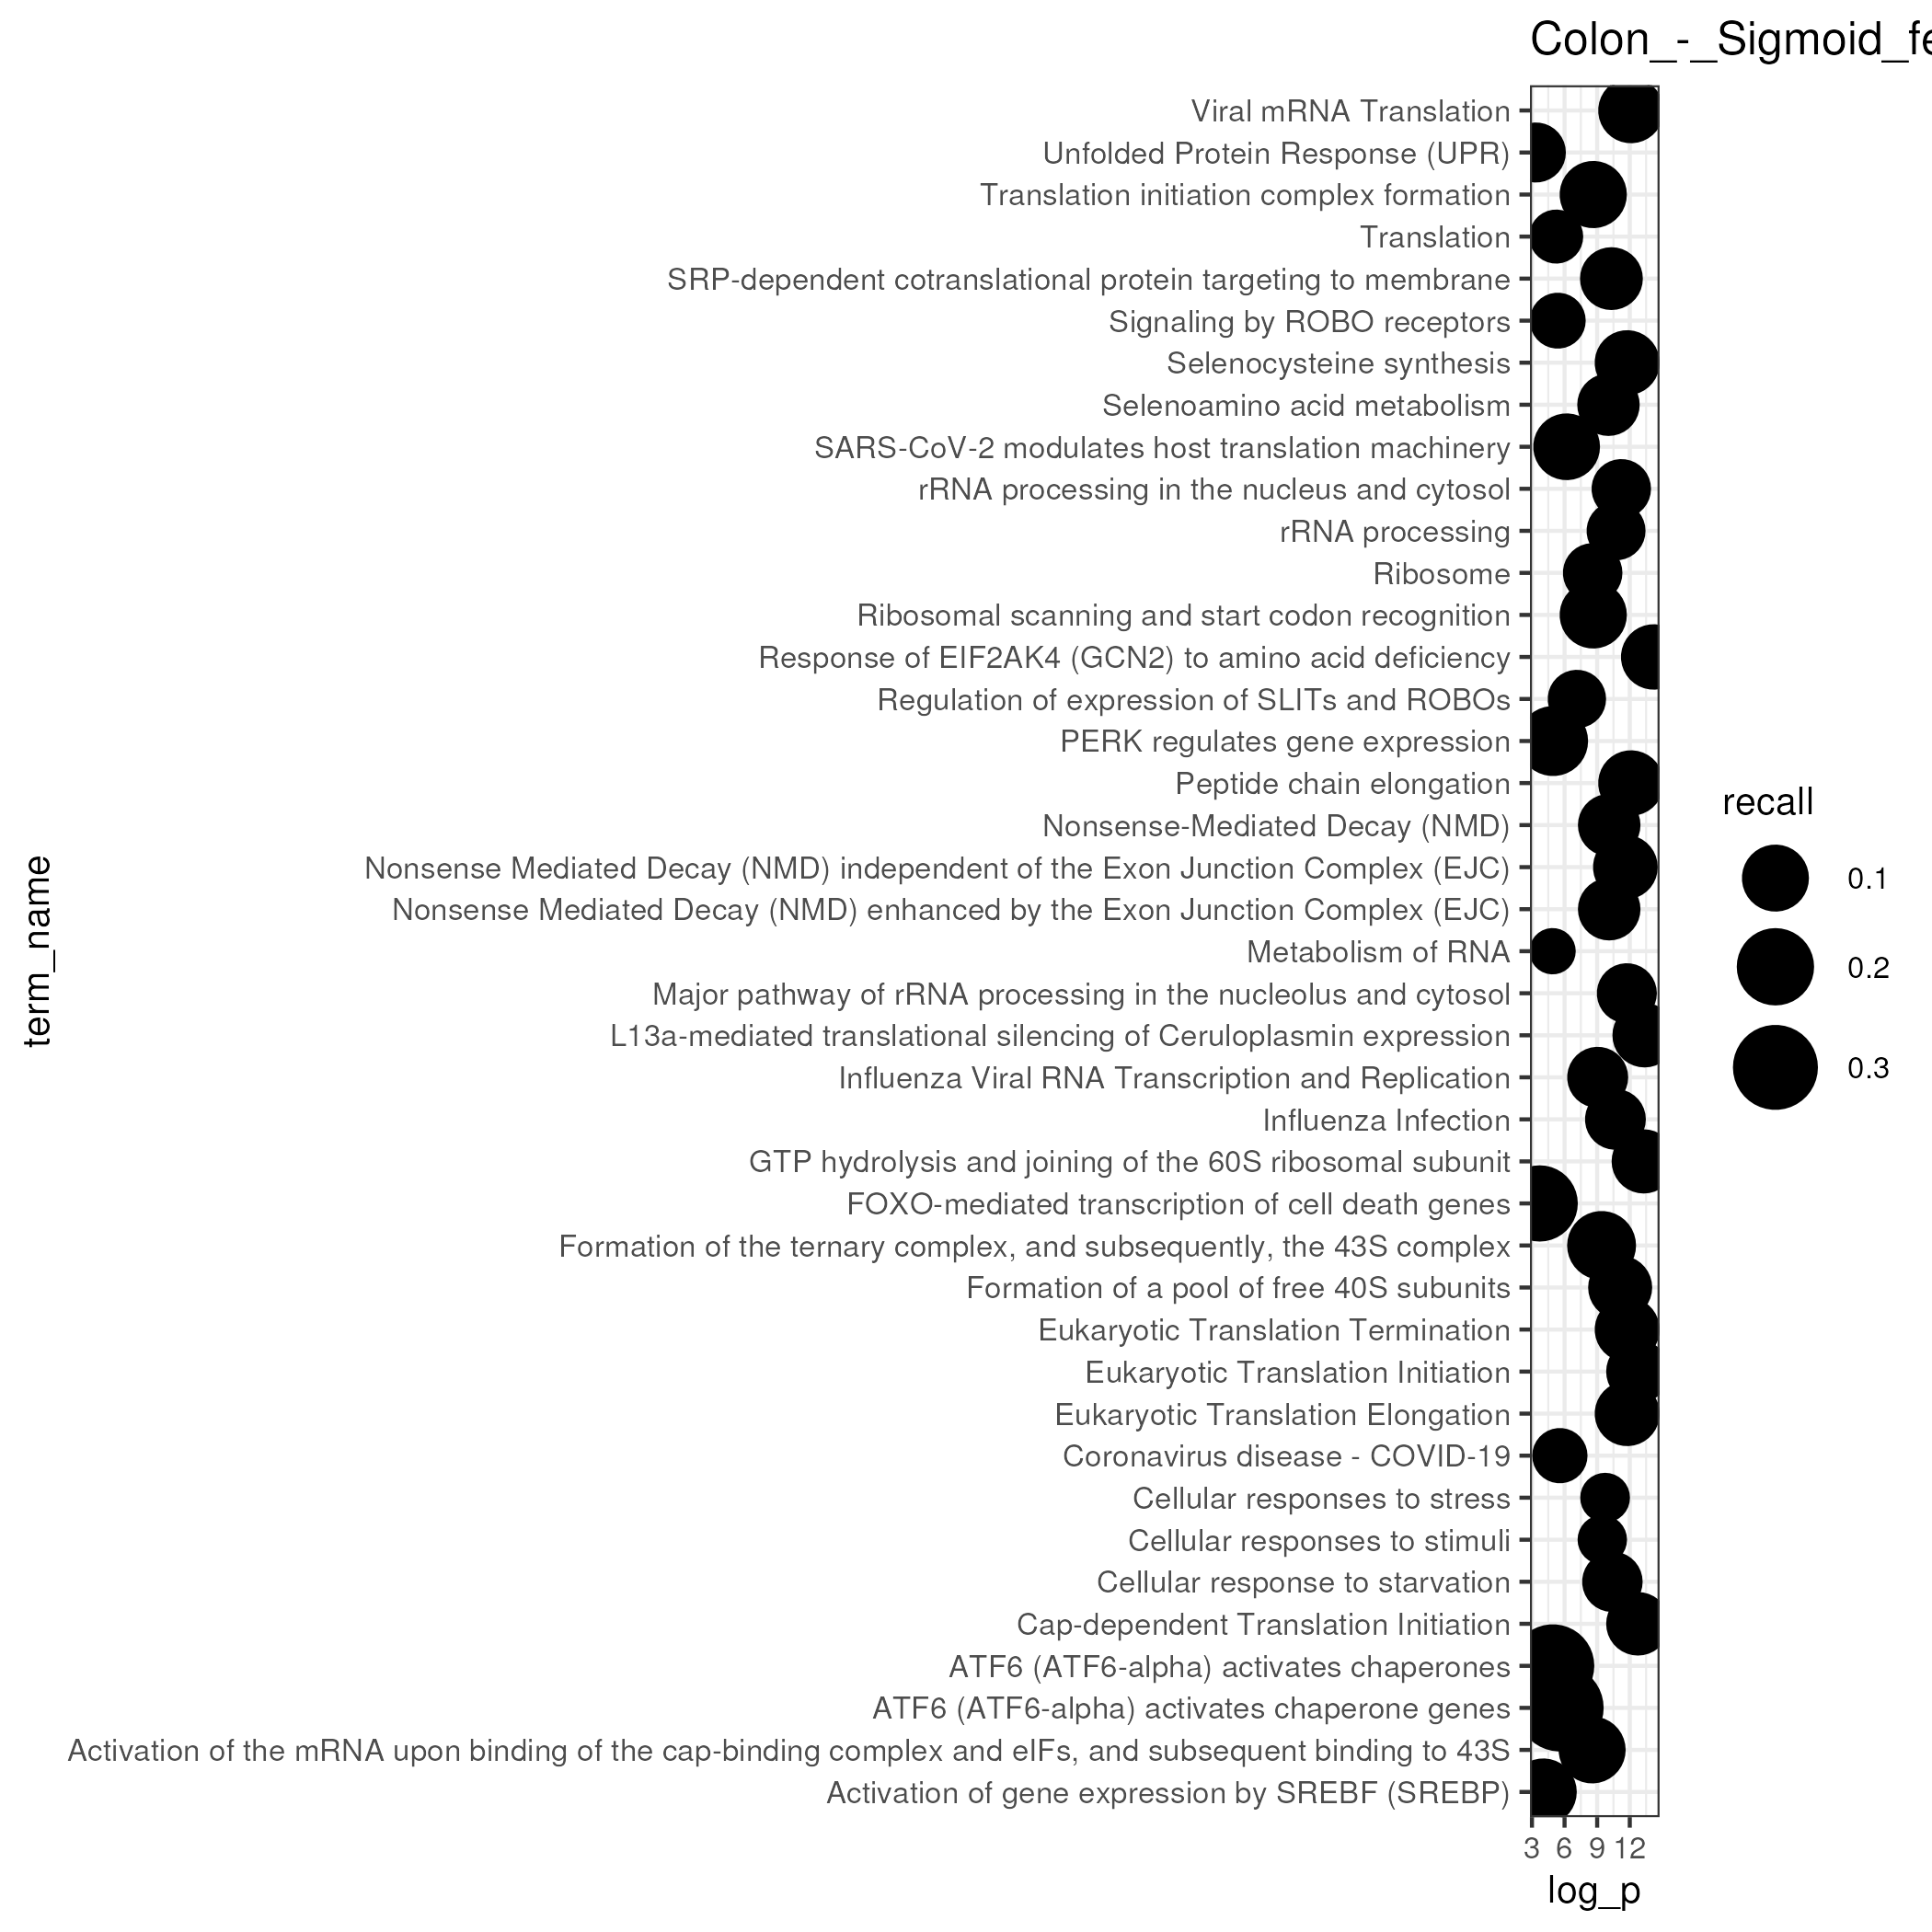 Colon_-_Sigmoid_fe
Viral mRNA Translation
Unfolded Protein Response (UPR)
Translation initiation complex formation
Translation
SRP-dependent cotranslational protein targeting to membrane
Signaling by ROBO receptors
Selenocysteine synthesis
Selenoamino acid metabolism
SARS-CoV-2 modulates host translation machinery
rRNA processing in the nucleus and cytosol
rRNA processing
Ribosome
Ribosomal scanning and start codon recognition
Response of EIF2AK4 (GCN2) to amino acid deficiency
Regulation of expression of SLITs and ROBOs
PERK regulates gene expression
Peptide chain elongation
Nonsense-Mediated Decay (NMD)
Nonsense Mediated Decay (NMD) independent of the Exon Junction Complex (EJC)
Nonsense Mediated Decay (NMD) enhanced by the Exon Junction Complex (EJC)
Metabolism of RNA
Major pathway of rRNA processing in the nucleolus and cytosol
L13a-mediated translational silencing of Ceruloplasmin expression
Influenza Viral RNA Transcription and Replication
Influenza Infection
GTP hydrolysis and joining of the 60S ribosomal subunit
FOXO-mediated transcription of cell death genes
Formation of the ternary complex, and subsequently, the 43S complex
Formation of a pool of free 40S subunits
Eukaryotic Translation Termination
Eukaryotic Translation Initiation
Eukaryotic Translation Elongation
Coronavirus disease - COVID-19
Cellular responses to stress
Cellular responses to stimuli
Cellular response to starvation
Cap-dependent Translation Initiation
ATF6 (ATF6-alpha) activates chaperones
ATF6 (ATF6-alpha) activates chaperone genes
Activation of the mRNA upon binding of the cap-binding complex and eIFs, and subsequent binding to 43S
Activation of gene expression by SREBF (SREBP)
3 6 9 12
log_p
term_name
recall
0.1
0.2
0.3